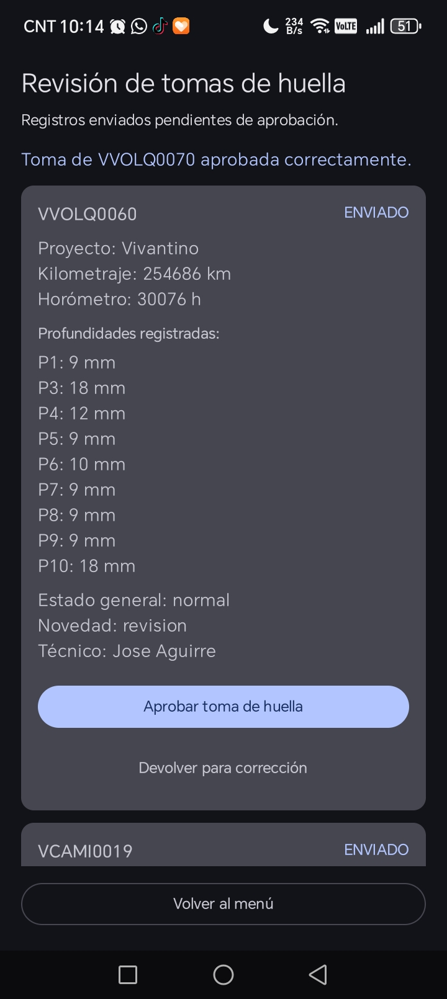 CNT 10:14 234 B/s VoLTE 51
Revisión de tomas de huella
Registros enviados pendientes de aprobación.
Toma de VVOLQ0070 aprobada correctamente.
VVOLQ0060 ENVIADO
Proyecto: Vivantino
Kilometraje: 254686 km
Horómetro: 30076 h
Profundidades registradas:
P1: 9 mm
P3: 18 mm
P4: 12 mm
P5: 9 mm
P6: 10 mm
P7: 9 mm
P8: 9 mm
P9: 9 mm
P10: 18 mm
Estado general: normal
Novedad: revision
Técnico: Jose Aguirre
Aprobar toma de huella
Devolver para corrección
VCAMI0019 ENVIADO
Volver al menú